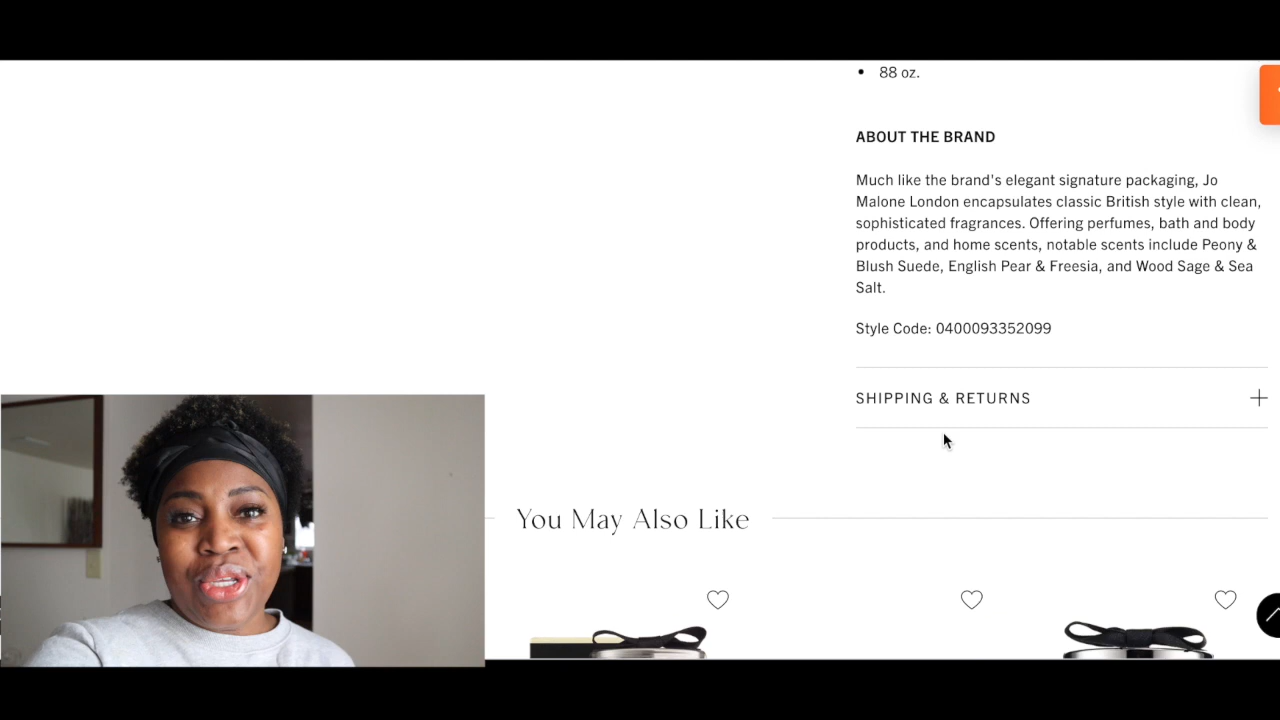 • 88 oz.
ABOUT THE BRAND
Much like the brand's elegant signature packaging, Jo
Malone London encapsulates classic British style with clean,
sophisticated fragrances. Offering perfumes, bath and body
products, and home scents, notable scents include Peony &
Blush Suede, English Pear & Freesia, and Wood Sage & Sea
Salt.
Style Code: 0400093352099
SHIPPING & RETURNS
You May Also Like